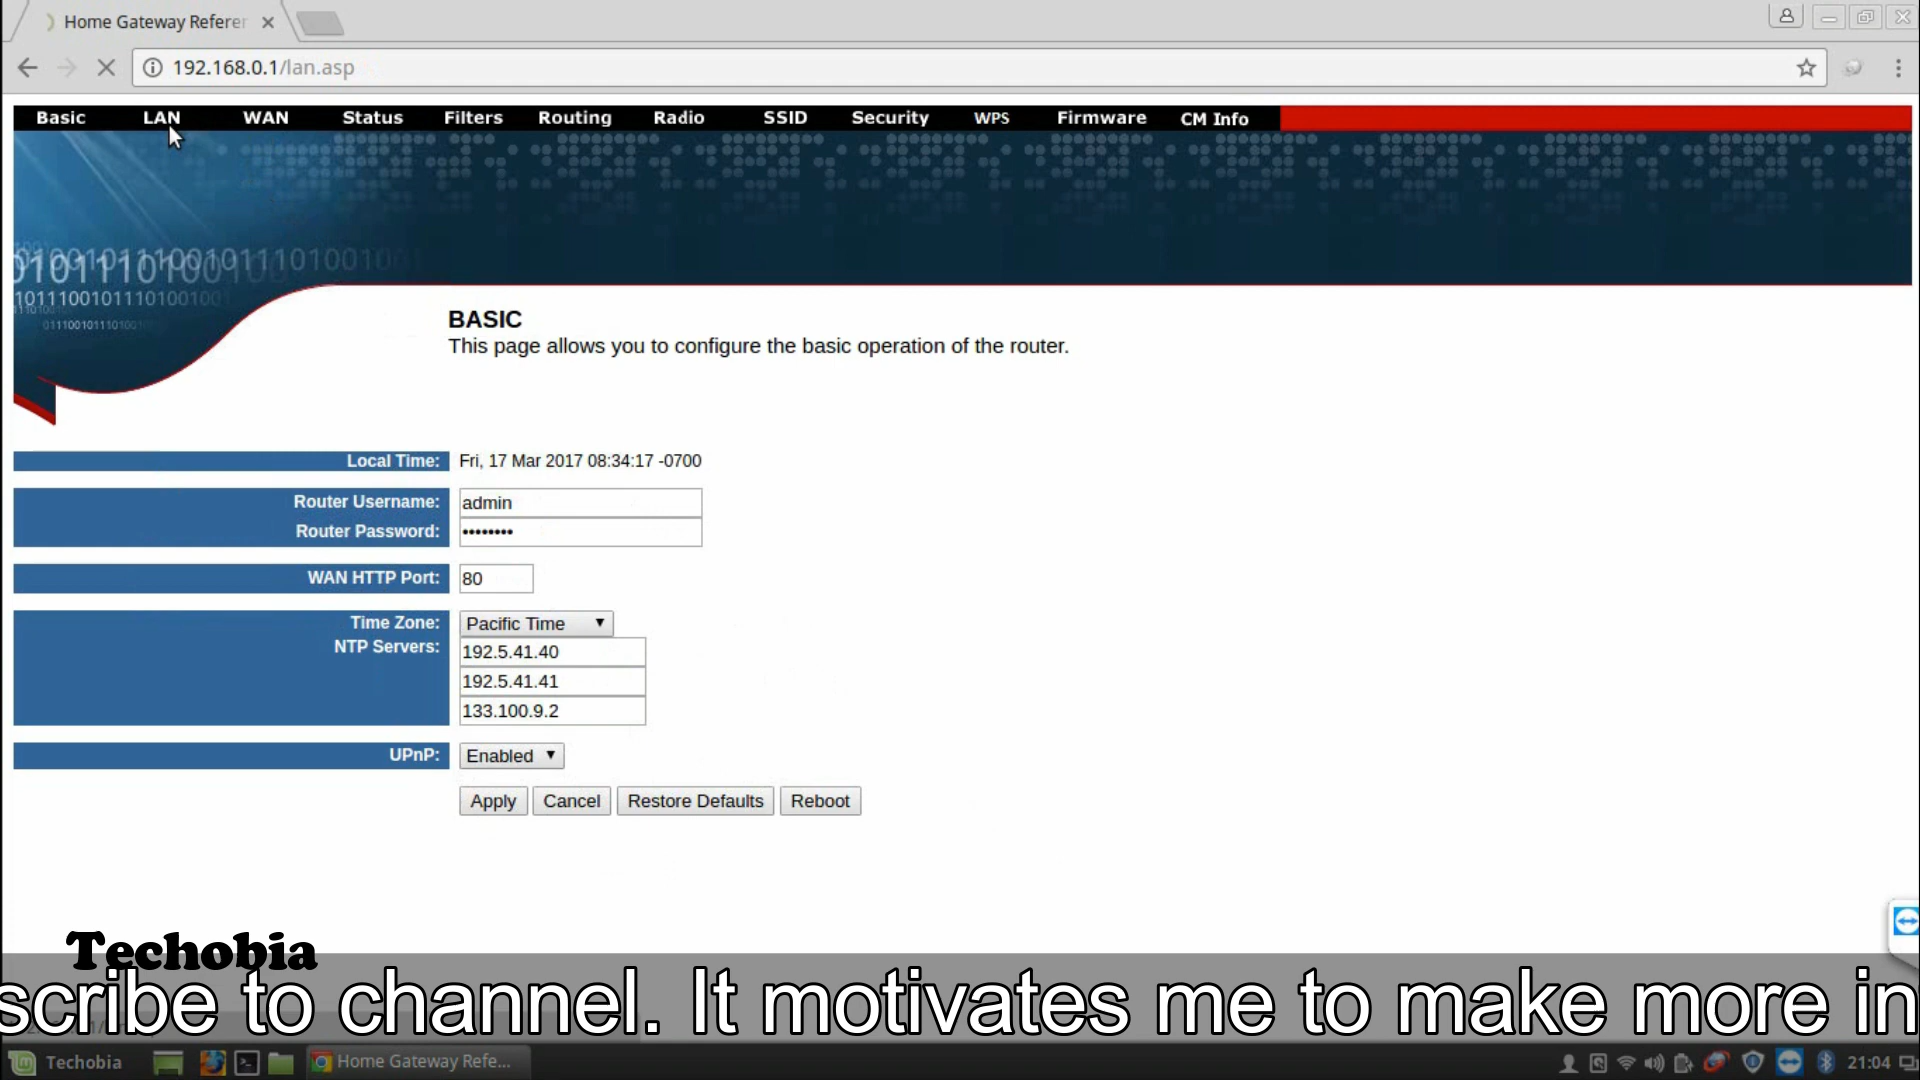 Home Gateway Referer
192.168.0.1/lan.asp
Basic LAN WAN Status Filters Routing Radio SSID Security WPS Firmware CM Info
010111010010111001011101001010
1011100101110100100
0111001011101001
BASIC
This page allows you to configure the basic operation of the router.
Local Time: Fri, 17 Mar 2017 08:34:17 -0700
Router Username: admin
Router Password: ••••••••
WAN HTTP Port: 80
Time Zone: Pacific Time
NTP Servers: 192.5.41.40
192.5.41.41
133.100.9.2
UPnP: Enabled
Apply Cancel Restore Defaults Reboot
Techobia
scribe to channel. It motivates me to make more in
Techobia Home Gateway Refe... 21:04